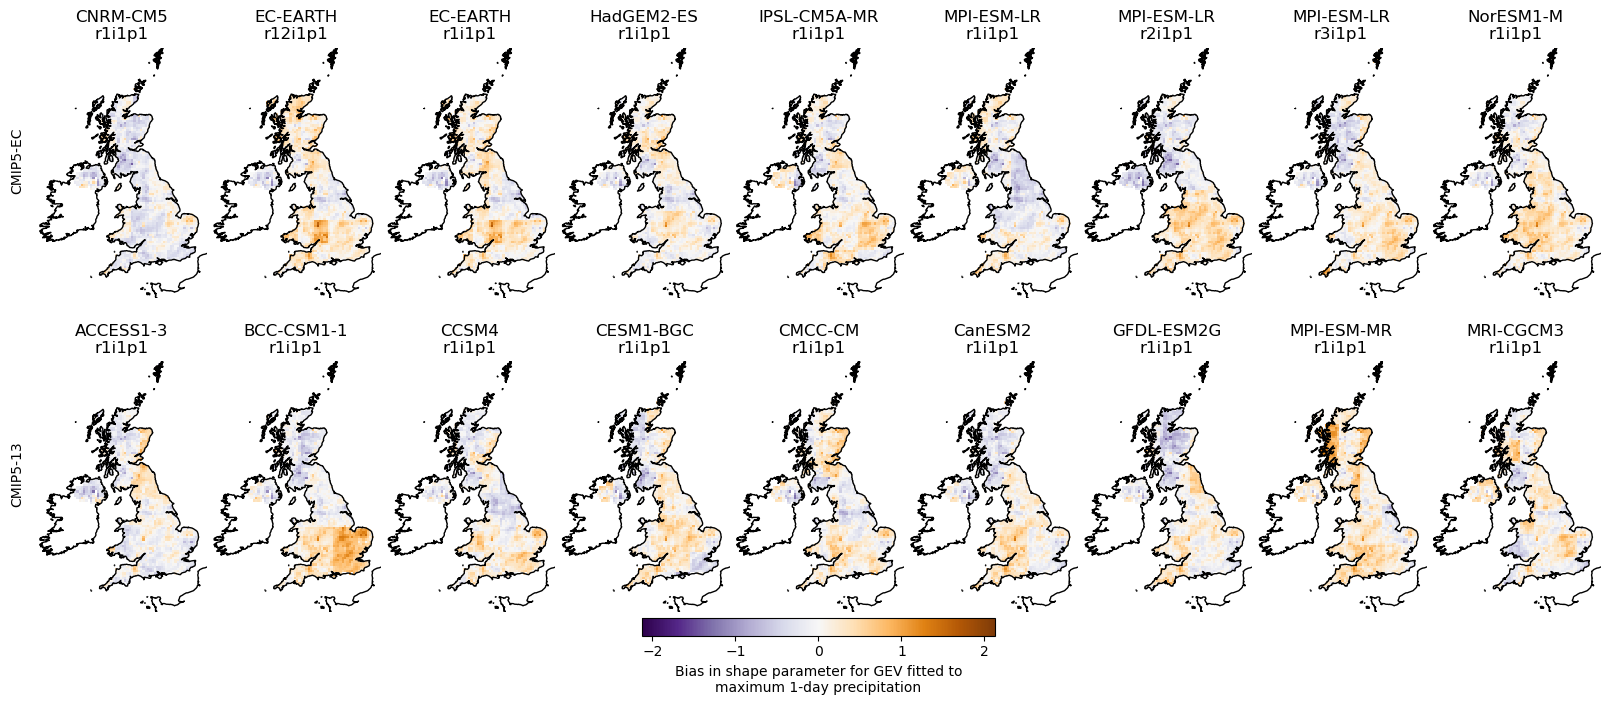 CNRM-CM5
r1i1p1
EC-EARTH
r12i1p1
EC-EARTH
r1i1p1
HadGEM2-ES
r1i1p1
IPSL-CM5A-MR
r1i1p1
MPI-ESM-LR
r1i1p1
MPI-ESM-LR
r2i1p1
MPI-ESM-LR
r3i1p1
NorESM1-M
r1i1p1
CMIP5-EC
ACCESS1-3
r1i1p1
BCC-CSM1-1
r1i1p1
CCSM4
r1i1p1
CESM1-BGC
r1i1p1
CMCC-CM
r1i1p1
CanESM2
r1i1p1
GFDL-ESM2G
r1i1p1
MPI-ESM-MR
r1i1p1
MRI-CGCM3
r1i1p1
CMIP5-13
−2 −1 0 1 2
Bias in shape parameter for GEV fitted to
maximum 1-day precipitation